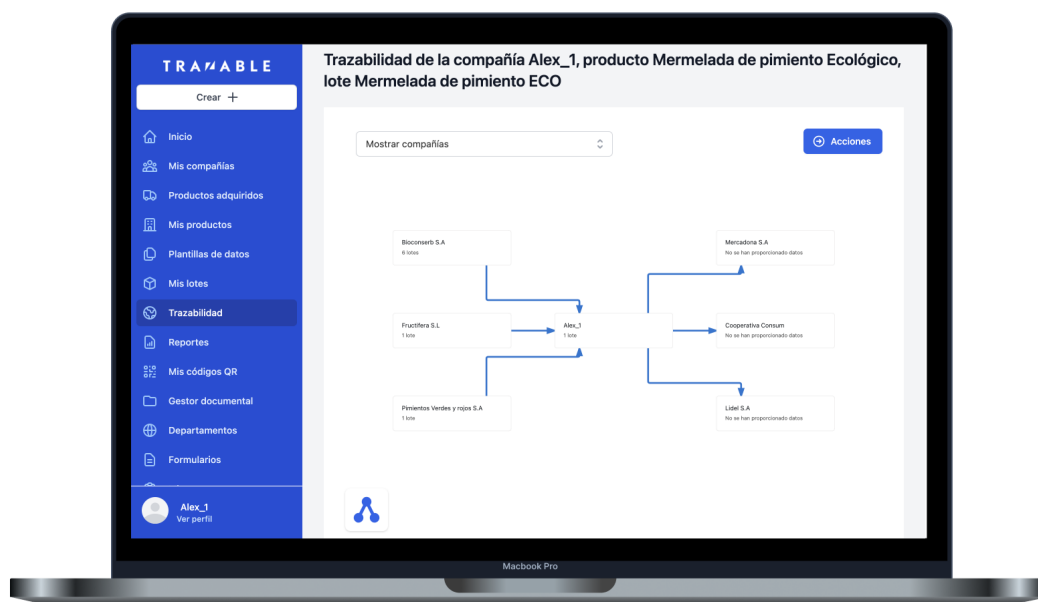 TRAZABLE
Crear +
Inicio
Mis compañías
Productos adquiridos
Mis productos
Plantillas de datos
Mis lotes
Trazabilidad
Reportes
Mis códigos QR
Gestor documental
Departamentos
Formularios
Alex_1
Ver perfil
Trazabilidad de la compañía Alex_1, producto Mermelada de pimiento Ecológico,
lote Mermelada de pimiento ECO
Mostrar compañías
Acciones
Bioconserb S.A
6 lotes
Mercadona S.A
No se han proporcionado datos
Fructifera S.L
1 lote
Alex_1
1 lote
Cooperativa Consum
No se han proporcionado datos
Pimientos Verdes y rojos S.A
1 lote
Lidel S.A
No se han proporcionado datos
Macbook Pro